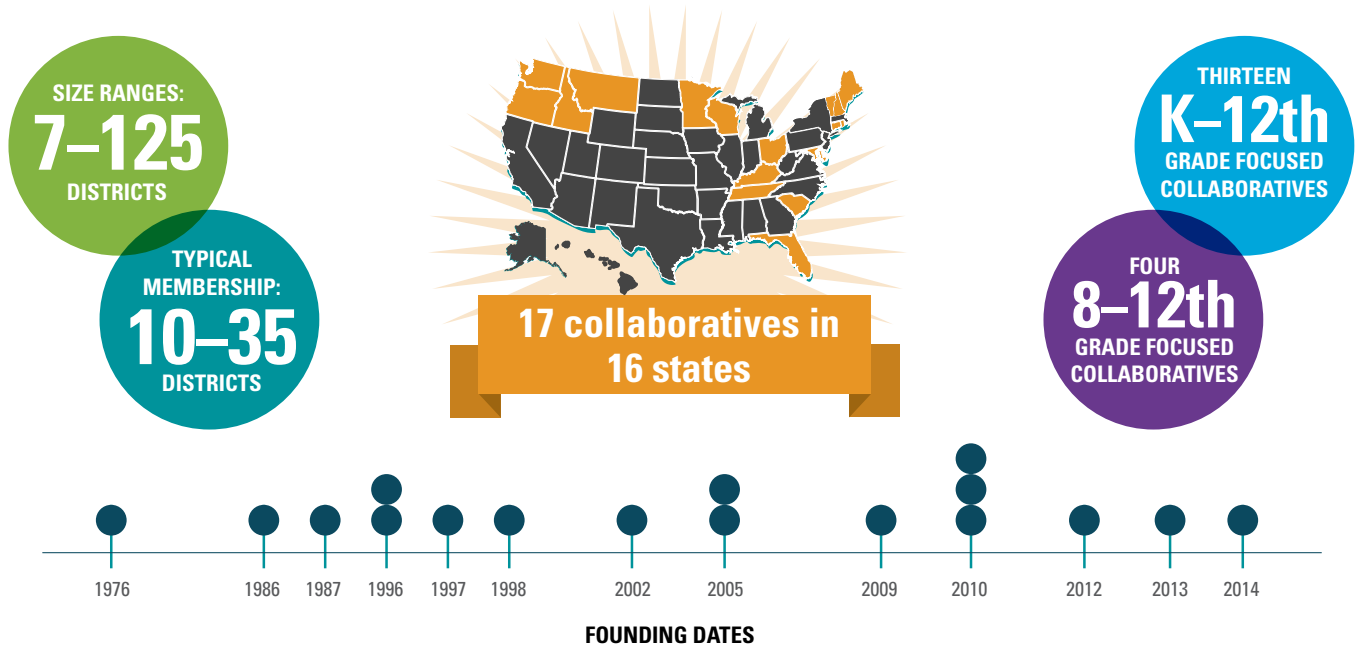 SIZE RANGES:
7–125
DISTRICTS
TYPICAL
MEMBERSHIP:
10–35
DISTRICTS
17 collaboratives in
16 states
THIRTEEN
K–12th
GRADE FOCUSED
COLLABORATIVES
FOUR
8–12th
GRADE FOCUSED
COLLABORATIVES
1976 1986 1987 1996 1997 1998 2002 2005 2009 2010 2012 2013 2014
FOUNDING DATES